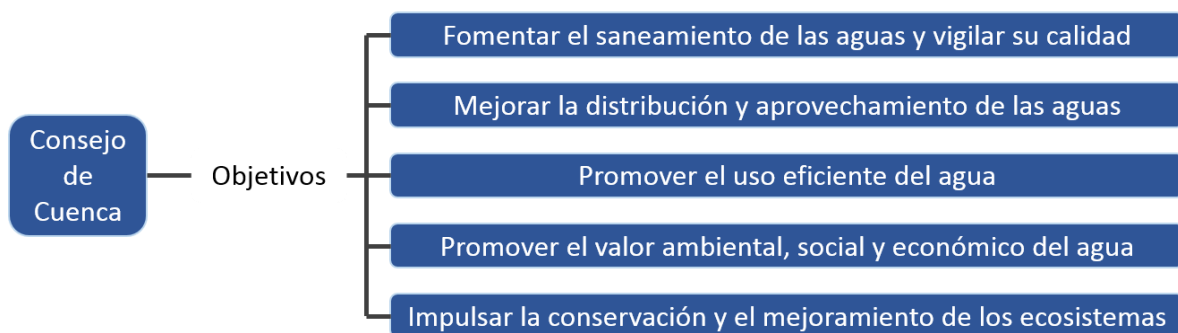 Fomentar el saneamiento de las aguas y vigilar su calidad
Mejorar la distribución y aprovechamiento de las aguas
Consejo
de
Cuenca
Objetivos
Promover el uso eficiente del agua
Promover el valor ambiental, social y económico del agua
Impulsar la conservación y el mejoramiento de los ecosistemas